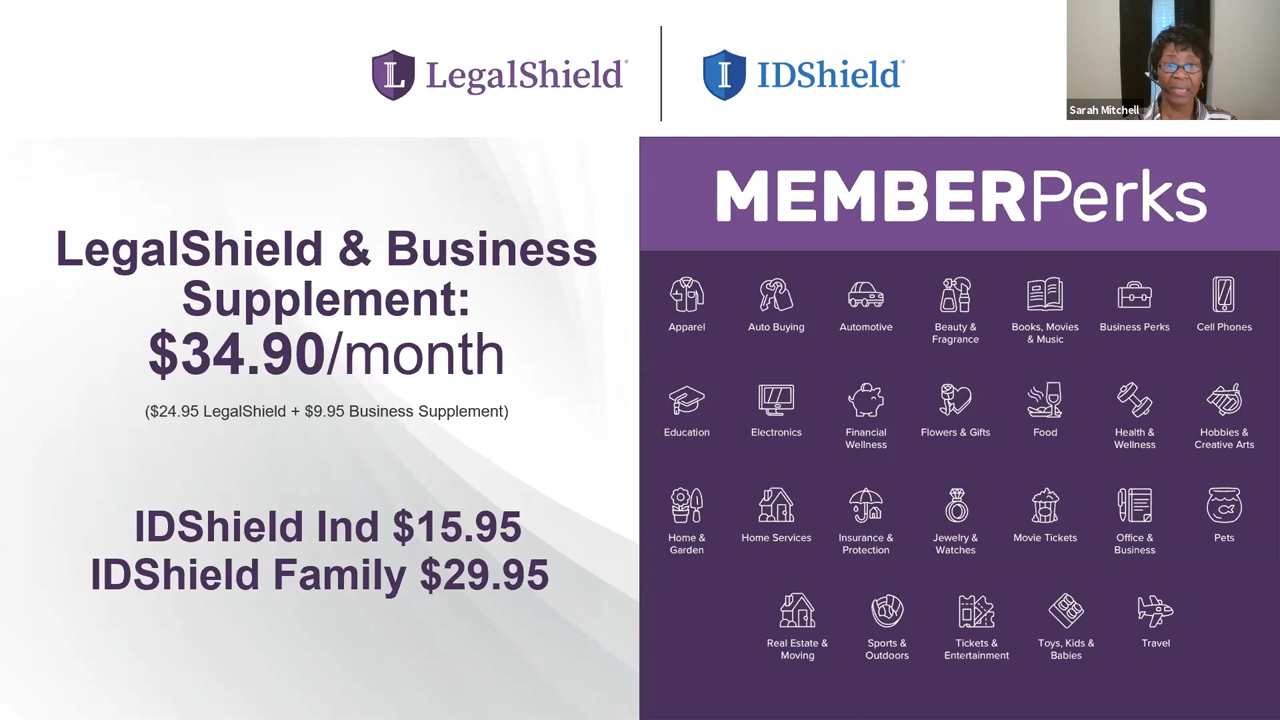 LegalShield®
IDShield®
Sarah Mitchell
LegalShield & Business
Supplement:
$34.90/month
($24.95 LegalShield + $9.95 Business Supplement)
IDShield Ind $15.95
IDShield Family $29.95
MEMBERPerks
Apparel
Auto Buying
Automotive
Beauty &
Fragrance
Books, Movies
& Music
Business Perks
Cell Phones
Education
Electronics
Financial
Wellness
Flowers & Gifts
Food
Health &
Wellness
Hobbies &
Creative Arts
Home &
Garden
Home Services
Insurance &
Protection
Jewelry &
Watches
Movie Tickets
Office &
Business
Pets
Real Estate &
Moving
Sports &
Outdoors
Tickets &
Entertainment
Toys, Kids &
Babies
Travel